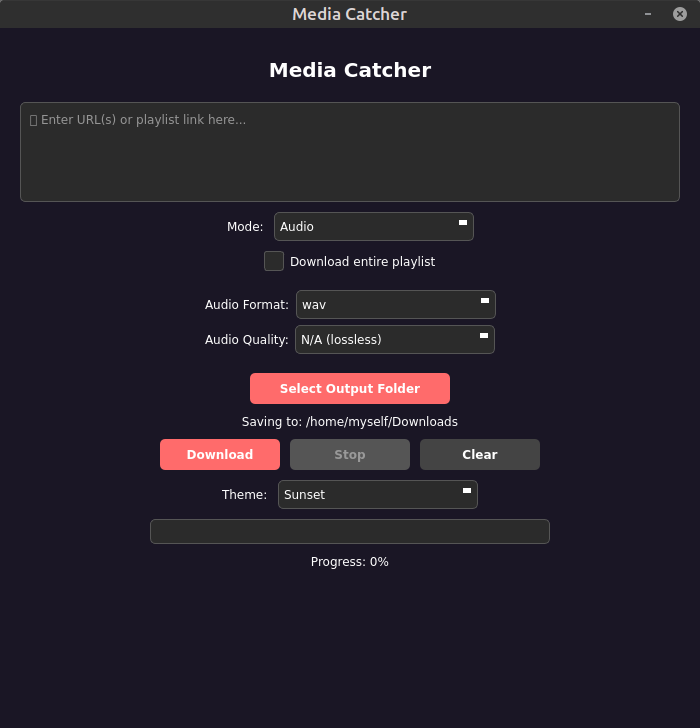 Media Catcher
Media Catcher
Enter URL(s) or playlist link here...
Mode: Audio
Download entire playlist
Audio Format: wav
Audio Quality: N/A (lossless)
Select Output Folder
Saving to: /home/myself/Downloads
Download Stop Clear
Theme: Sunset
Progress: 0%